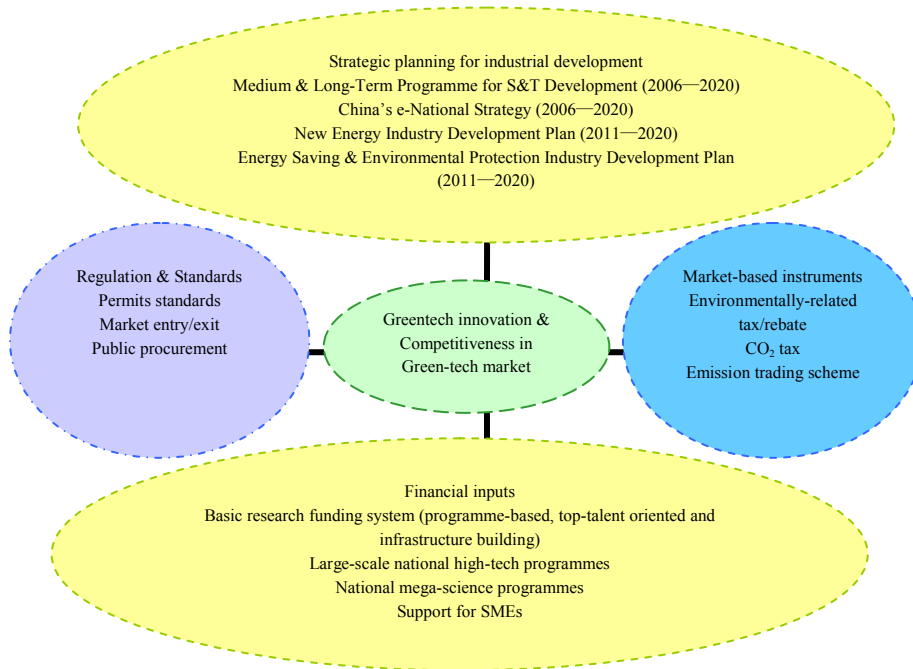 Strategic planning for industrial development
Medium & Long-Term Programme for S&T Development (2006—2020)
China's e-National Strategy (2006—2020)
New Energy Industry Development Plan (2011—2020)
Energy Saving & Environmental Protection Industry Development Plan
(2011—2020)
Regulation & Standards
Permits standards
Market entry/exit
Public procurement
Greentech innovation &
Competitiveness in
Green-tech market
Market-based instruments
Environmentally-related
tax/rebate
CO₂ tax
Emission trading scheme
Financial inputs
Basic research funding system (programme-based, top-talent oriented and
infrastructure building)
Large-scale national high-tech programmes
National mega-science programmes
Support for SMEs